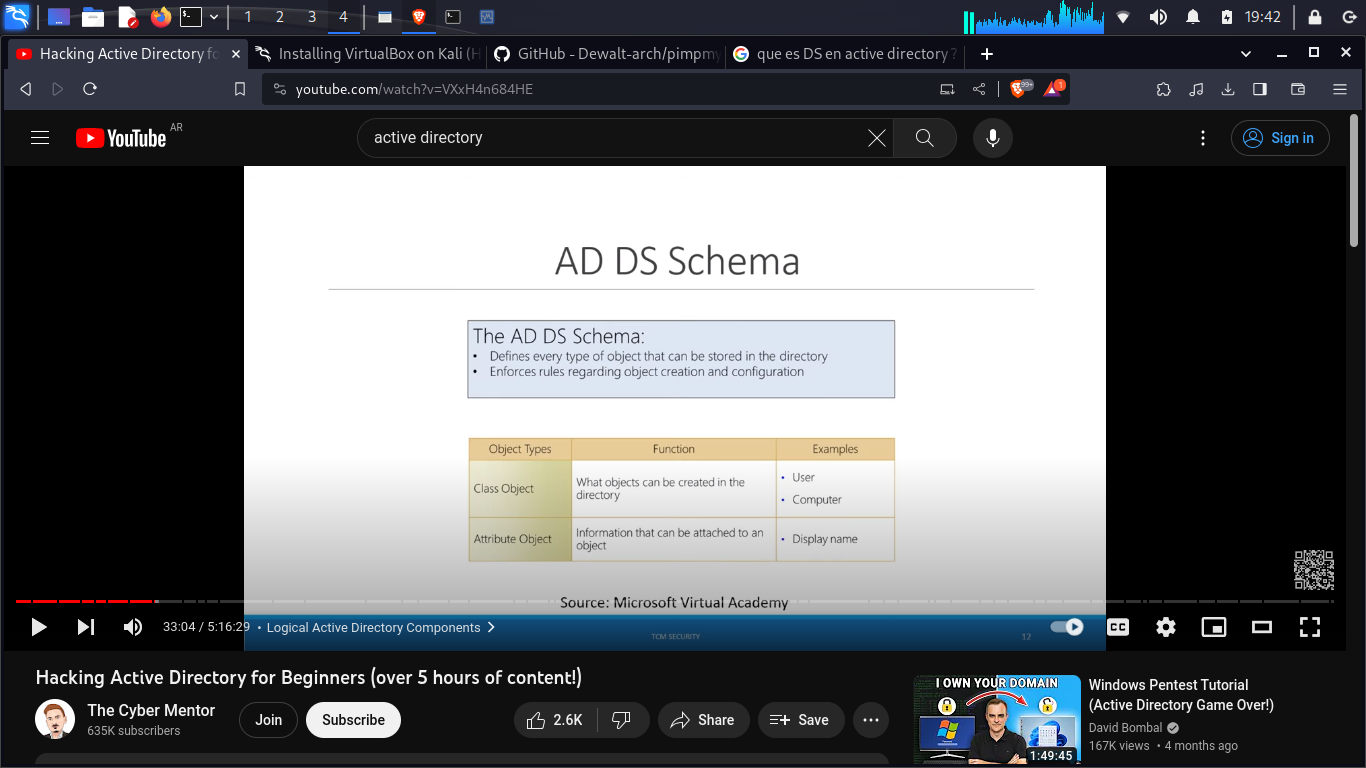 1 2 3 4
19:42
Hacking Active Directory fo
Installing VirtualBox on Kali (H
GitHub - Dewalt-arch/pimpmy
que es DS en active directory ?
youtube.com/watch?v=VXxH4n684HE
99+
1
YouTube AR
active directory
Sign in
AD DS Schema
The AD DS Schema:
• Defines every type of object that can be stored in the directory
• Enforces rules regarding object creation and configuration
Object Types Function Examples
Class Object What objects can be created in the directory • User • Computer
Attribute Object Information that can be attached to an object • Display name
Source: Microsoft Virtual Academy
33:04 / 5:16:29 • Logical Active Directory Components
TCM SECURITY
12
CC
Hacking Active Directory for Beginners (over 5 hours of content!)
The Cyber Mentor
635K subscribers
Join
Subscribe
2.6K
Share
Save
I OWN YOUR DOMAIN
1:49:45
Windows Pentest Tutorial
(Active Directory Game Over!)
David Bombal
167K views • 4 months ago